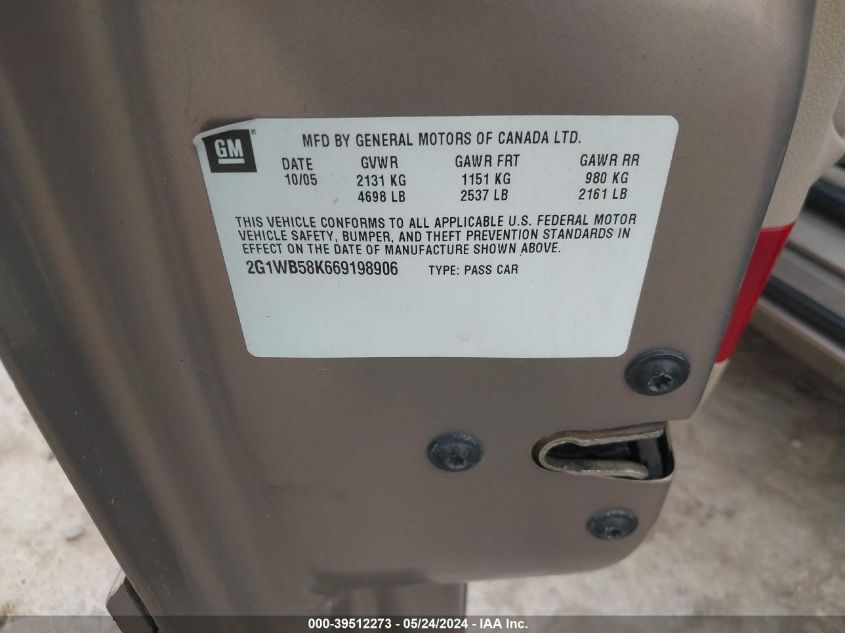 GM
MFD BY GENERAL MOTORS OF CANADA LTD.
DATE GVWR GAWR FRT GAWR RR
10/05 2131 KG 1151 KG 980 KG
4698 LB 2537 LB 2161 LB
THIS VEHICLE CONFORMS TO ALL APPLICABLE U.S. FEDERAL MOTOR
VEHICLE SAFETY, BUMPER, AND THEFT PREVENTION STANDARDS IN
EFFECT ON THE DATE OF MANUFACTURE SHOWN ABOVE.
2G1WB58K669198906 TYPE: PASS CAR
000-39512273 - 05/24/2024 - IAA Inc.